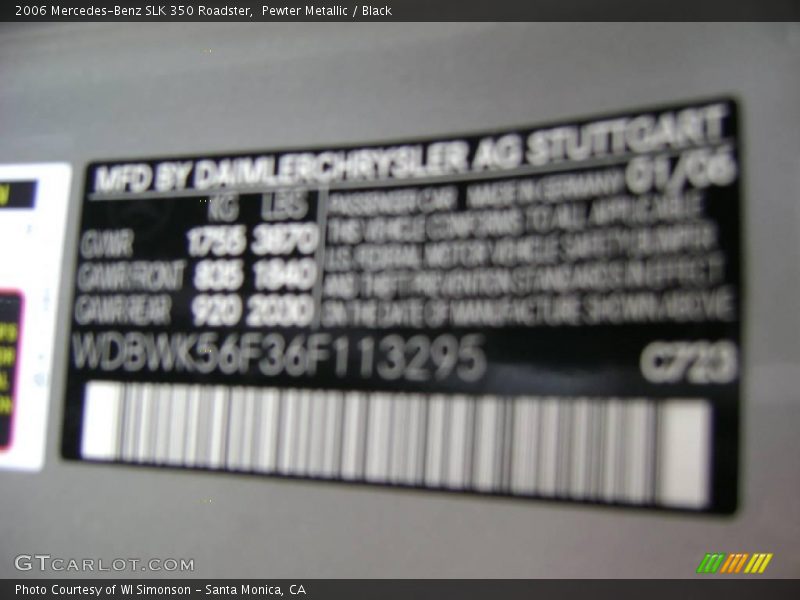 2006 Mercedes-Benz SLK 350 Roadster,  Pewter Metallic / Black
MFD BY DAIMLERCHRYSLER AG STUTTGART
01/06
KG LBS
GVWR 1755 3870
GAWR FRONT 835 1840
GAWR REAR 920 2030
PASSENGER CAR MADE IN GERMANY
THIS VEHICLE CONFORMS TO ALL APPLICABLE
U.S. FEDERAL MOTOR VEHICLE SAFETY BUMPER
AND THEFT PREVENTION STANDARDS IN EFFECT
ON THE DATE OF MANUFACTURE SHOWN ABOVE
WDBWK56F36F113295 C723
GTCARLOT.COM
Photo Courtesy of WI Simonson – Santa Monica, CA